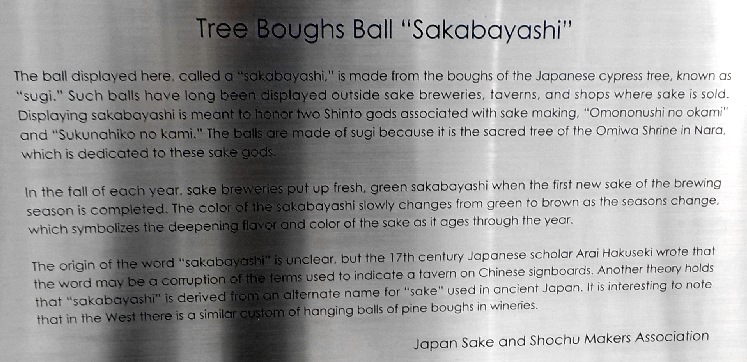 Tree Boughs Ball “Sakabayashi”
The ball displayed here, called a “sakabayashi,” is made from the boughs of the Japanese cypress tree, known as
“sugi.” Such balls have long been displayed outside sake breweries, taverns, and shops where sake is sold.
Displaying sakabayashi is meant to honor two Shinto gods associated with sake making, “Omononushi no okami”
and “Sukunahiko no kami.” The balls are made of sugi because it is the sacred tree of the Omiwa Shrine in Nara,
which is dedicated to these sake gods.
In the fall of each year, sake breweries put up fresh, green sakabayashi when the first new sake of the brewing
season is completed. The color of the sakabayashi slowly changes from green to brown as the seasons change,
which symbolizes the deepening flavor and color of the sake as it ages through the year.
The origin of the word “sakabayashi” is unclear, but the 17th century Japanese scholar Arai Hakuseki wrote that
the word may be a corruption of the terms used to indicate a tavern on Chinese signboards. Another theory holds
that “sakabayashi” is derived from an alternate name for “sake” used in ancient Japan. It is interesting to note
that in the West there is a similar custom of hanging balls of pine boughs in wineries.
Japan Sake and Shochu Makers Association